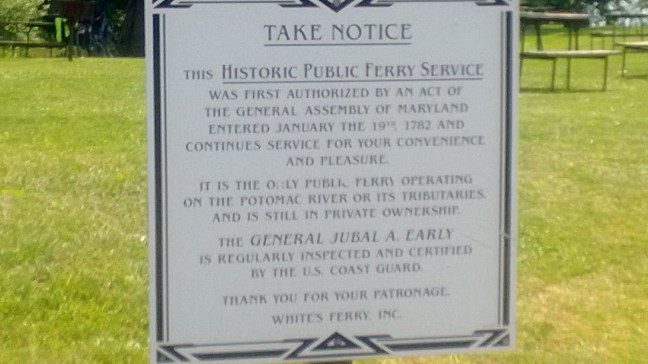 TAKE NOTICE
THIS HISTORIC PUBLIC FERRY SERVICE
WAS FIRST AUTHORIZED BY AN ACT OF
THE GENERAL ASSEMBLY OF MARYLAND
ENTERED JANUARY THE 19TH, 1782 AND
CONTINUES SERVICE FOR YOUR CONVENIENCE
AND PLEASURE.
IT IS THE ONLY PUBLIC FERRY OPERATING
ON THE POTOMAC RIVER OR ITS TRIBUTARIES.
AND IS STILL IN PRIVATE OWNERSHIP.
THE GENERAL JUBAL A. EARLY
IS REGULARLY INSPECTED AND CERTIFIED
BY THE U.S. COAST GUARD.
THANK YOU FOR YOUR PATRONAGE.
WHITE'S FERRY, INC.